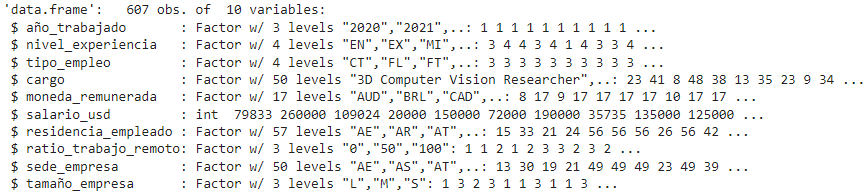 'data.frame':   607 obs. of  10 variables:
 $ año_trabajado       : Factor w/ 3 levels "2020","2021",..: 1 1 1 1 1 1 1 1 1 1 ...
 $ nivel_experiencia   : Factor w/ 4 levels "EN","EX","MI",..: 3 4 4 3 4 1 4 3 3 4 ...
 $ tipo_empleo         : Factor w/ 4 levels "CT","FL","FT",..: 3 3 3 3 3 3 3 3 3 3 ...
 $ cargo               : Factor w/ 50 levels "3D Computer Vision Researcher",..: 23 41 8 48 38 13 35 23 9 34 ...
 $ moneda_remunerada   : Factor w/ 17 levels "AUD","BRL","CAD",..: 8 17 9 17 17 17 17 10 17 17 ...
 $ salario_usd         : int  79833 260000 109024 20000 150000 72000 190000 35735 135000 125000 ...
 $ residencia_empleado : Factor w/ 57 levels "AE","AR","AT",..: 15 33 21 24 56 56 56 26 56 42 ...
 $ ratio_trabajo_remoto: Factor w/ 3 levels "0","50","100": 1 1 2 1 2 3 3 2 3 2 ...
 $ sede_empresa        : Factor w/ 50 levels "AE","AS","AT",..: 13 30 19 21 49 49 49 23 49 39 ...
 $ tamaño_empresa      : Factor w/ 3 levels "L","M","S": 1 3 2 3 1 1 3 1 1 3 ...